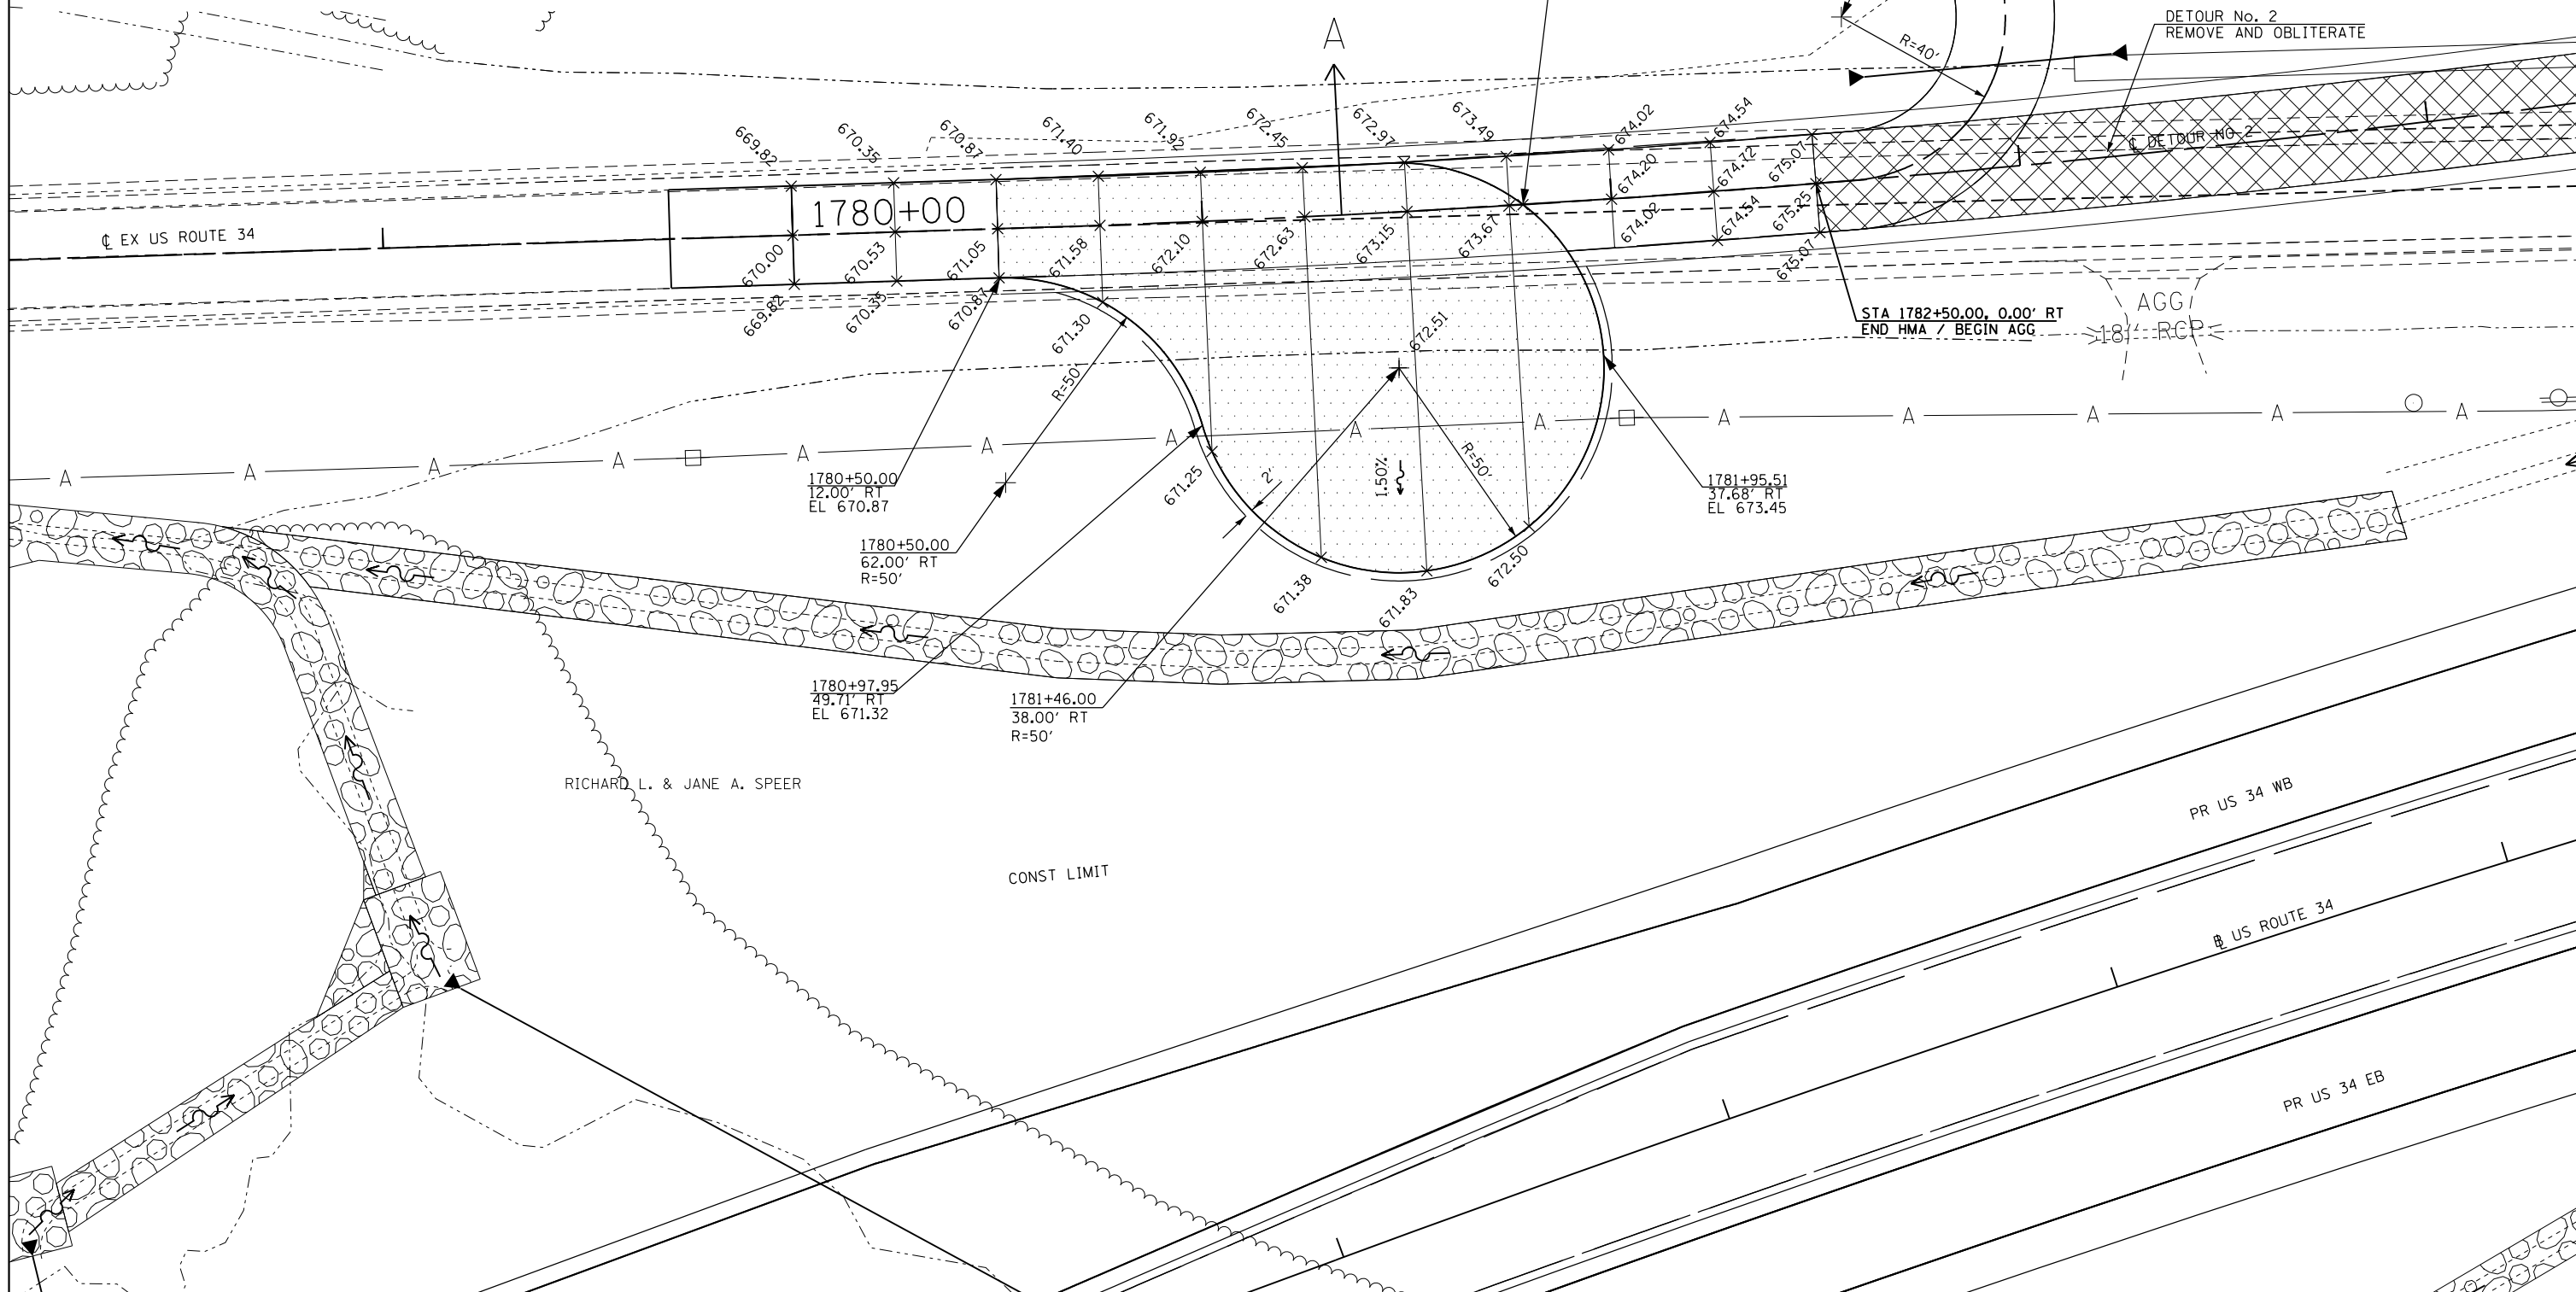 DETOUR No. 2
REMOVE AND OBLITERATE
A
R=40'
669.82
670.35
670.87
671.40
671.92
672.45
672.97
673.49
674.02
674.54
675.07
℄ DETOUR NO 2
1780+00
℄ EX US ROUTE 34
670.00
670.53
671.05
671.58
672.10
672.63
673.15
673.67
674.20
674.72
675.25
669.82
670.35
670.87
674.02
674.54
675.07
671.30
672.51
STA 1782+50.00, 0.00' RT
END HMA / BEGIN AGG
AGG
18" RCP
R=50'
A A A A A A A A A A A A A A
671.25
2'
1.50%
R=50'
1780+50.00
12.00' RT
EL 670.87
1781+95.51
37.68' RT
EL 673.45
1780+50.00
62.00' RT
R=50'
671.38
671.83
672.50
1780+97.95
49.71' RT
EL 671.32
1781+46.00
38.00' RT
R=50'
RICHARD L. & JANE A. SPEER
CONST LIMIT
PR US 34 WB
US ROUTE 34
PR US 34 EB